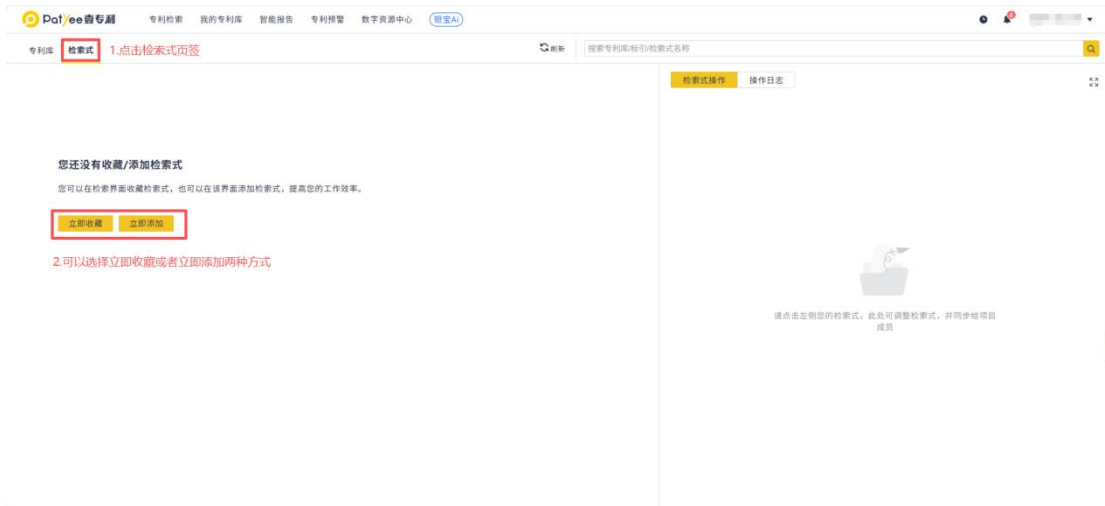 Patyee壹专利 专利检索 我的专利库 智能报告 专利预警 数字资源中心 钽宝Ai 4
专利库 检索式 1.点击检索式页签 刷新 搜索专利库/标引/检索式名称
检索式操作 操作日志
您还没有收藏/添加检索式
您可以在检索界面收藏检索式，也可以在该界面添加检索式，提高您的工作效率。
立即收藏 立即添加
2.可以选择立即收藏或者立即添加两种方式
请点击左侧您的检索式，此处可调整检索式，并同步给项目
成员